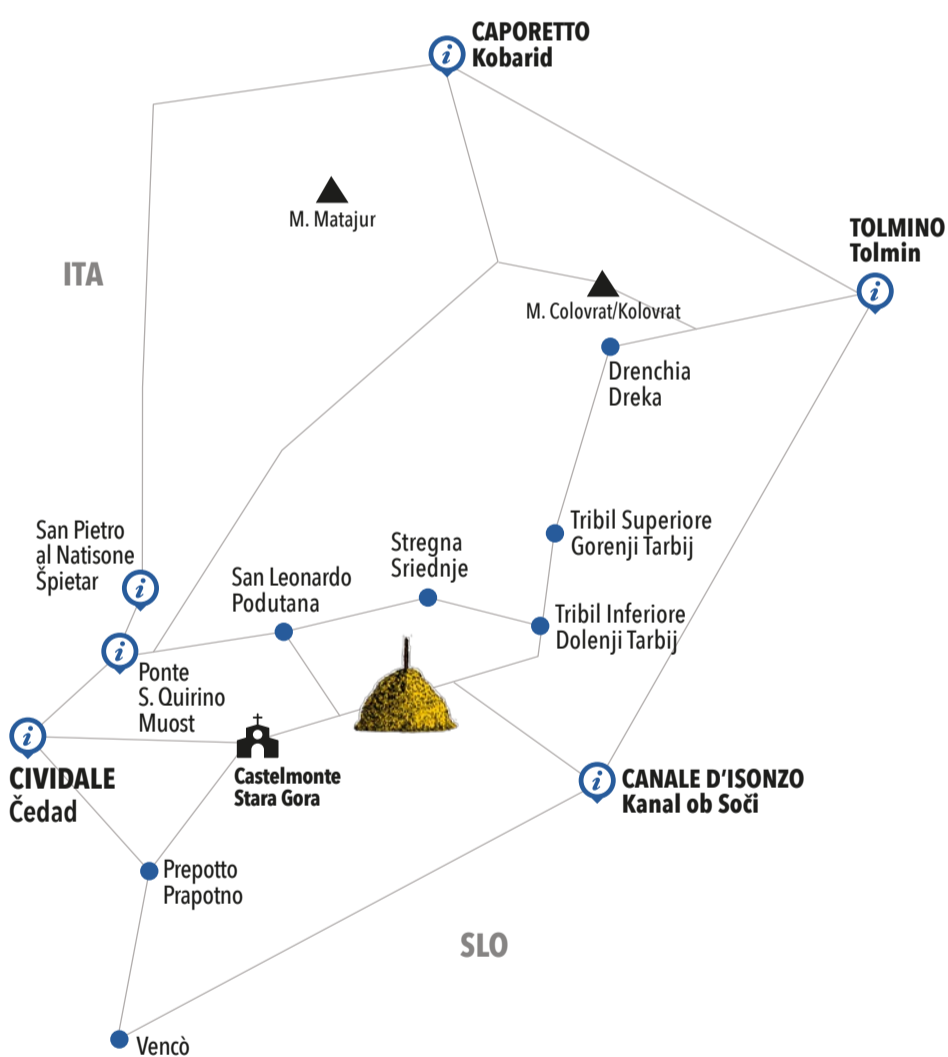 CAPORETTO
Kobarid
M. Matajur
TOLMINO
Tolmin
ITA
M. Colovrat/Kolovrat
Drenchia
Dreka
San Pietro
al Natisone
Špietar
Stregna
Sriednje
Tribil Superiore
Gorenji Tarbij
San Leonardo
Podutana
Tribil Inferiore
Dolenji Tarbij
Ponte
S. Quirino
Muost
CIVIDALE
Čedad
Castelmonte
Stara Gora
CANALE D'ISONZO
Kanal ob Soči
Prepotto
Prapotno
SLO
Vencò